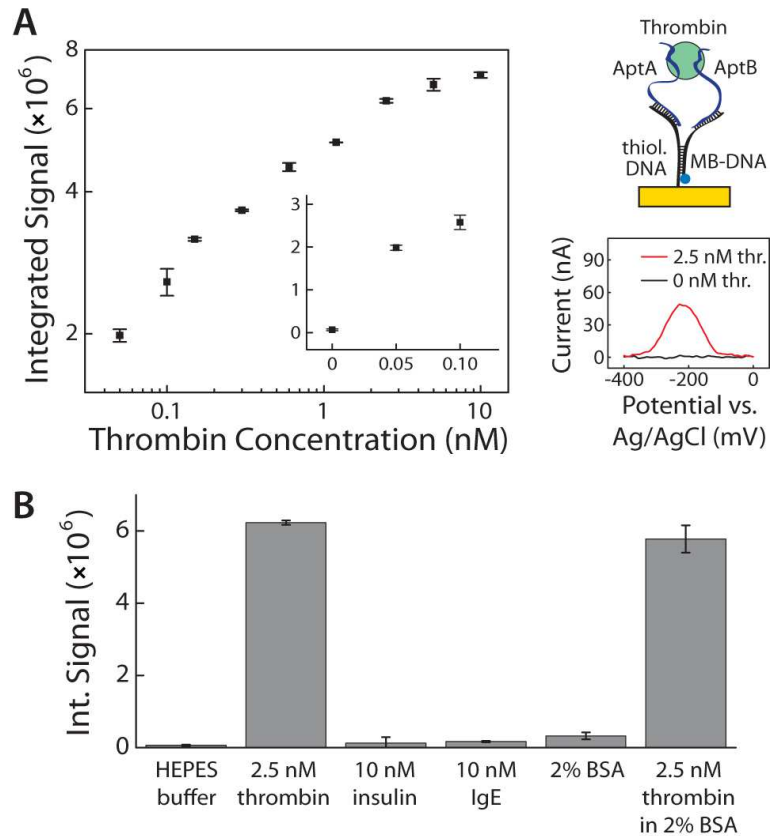 A
Integrated Signal (×10⁶)
8
6
4
2
3
2
1
0
0
0.05
0.10
0.1
1
10
Thrombin Concentration (nM)
Thrombin
AptA
AptB
thiol.
DNA
MB-DNA
Current (nA)
90
60
30
0
2.5 nM thr.
0 nM thr.
-400
-200
0
Potential vs.
Ag/AgCl (mV)
B
Int. Signal (×10⁶)
6
4
2
0
HEPES
buffer
2.5 nM
thrombin
10 nM
insulin
10 nM
IgE
2% BSA
2.5 nM
thrombin
in 2% BSA